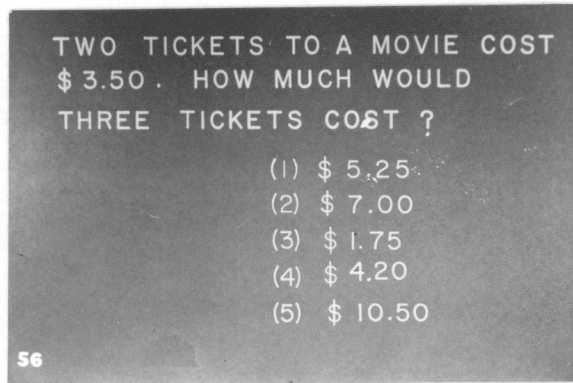 TWO TICKETS TO A MOVIE COST
$ 3.50. HOW MUCH WOULD
THREE TICKETS COST ?
(1) $ 5.25
(2) $ 7.00
(3) $ 1.75
(4) $ 4.20
(5) $ 10.50
56